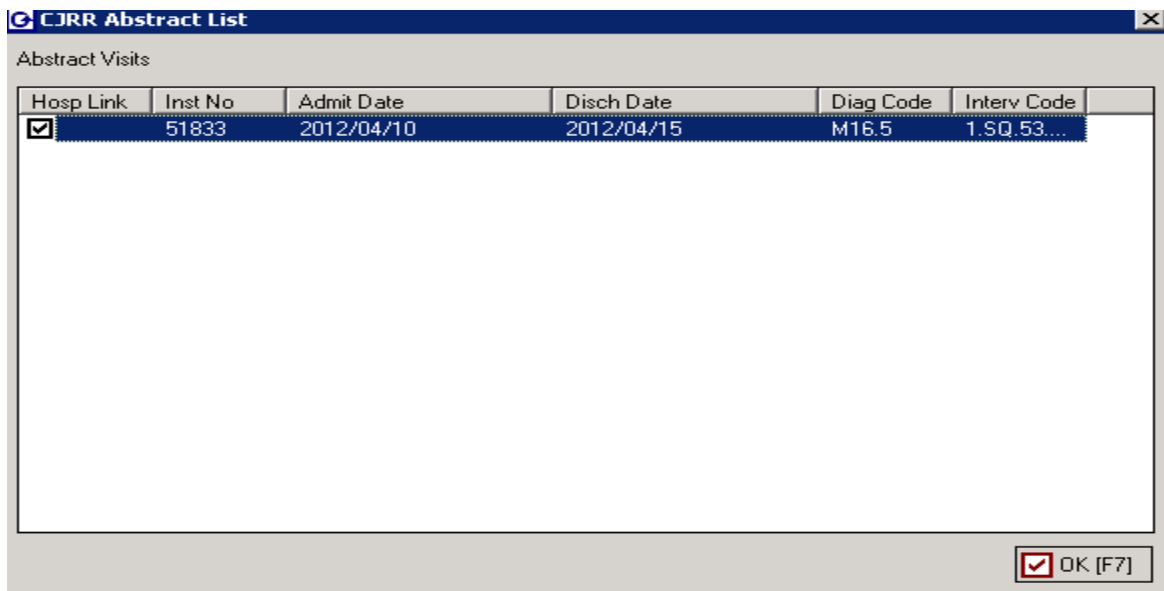 CJRR Abstract List
Abstract Visits
Hosp Link Inst No Admit Date Disch Date Diag Code Interv Code
51833 2012/04/10 2012/04/15 M16.5 1.SQ.53....
OK [F7]